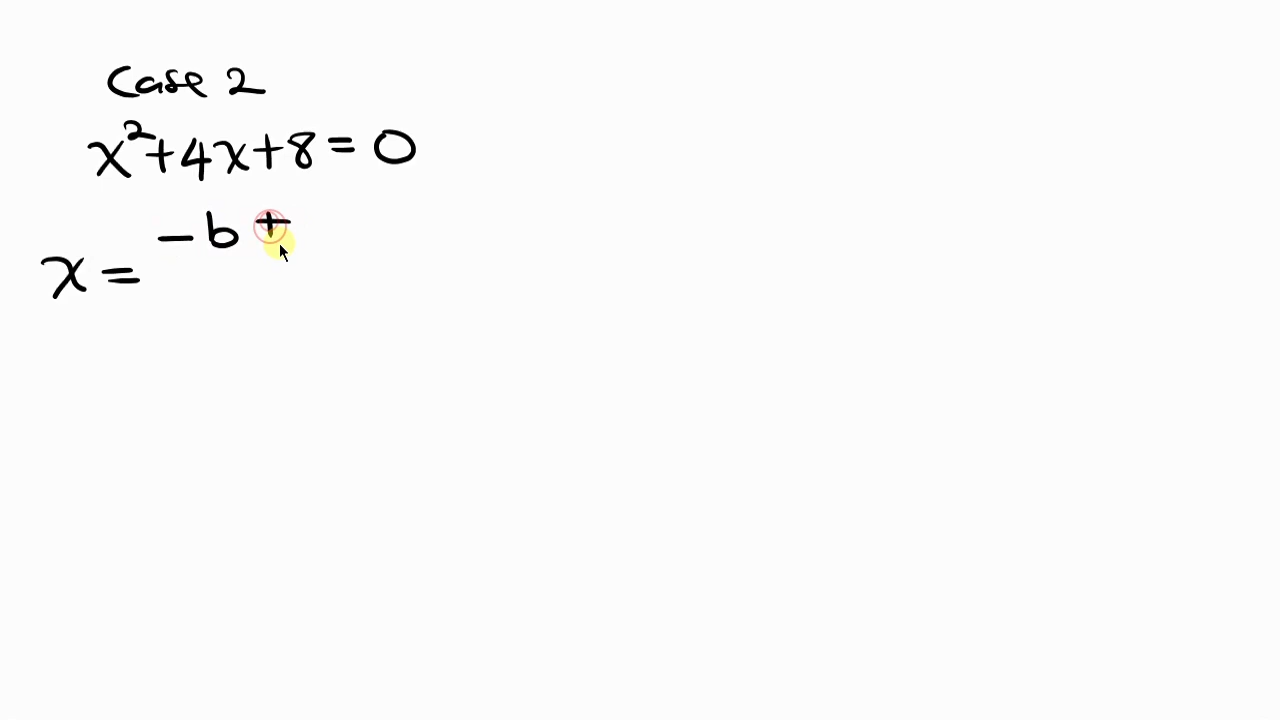 Case 2
x²+4x+8=0
x = -b +